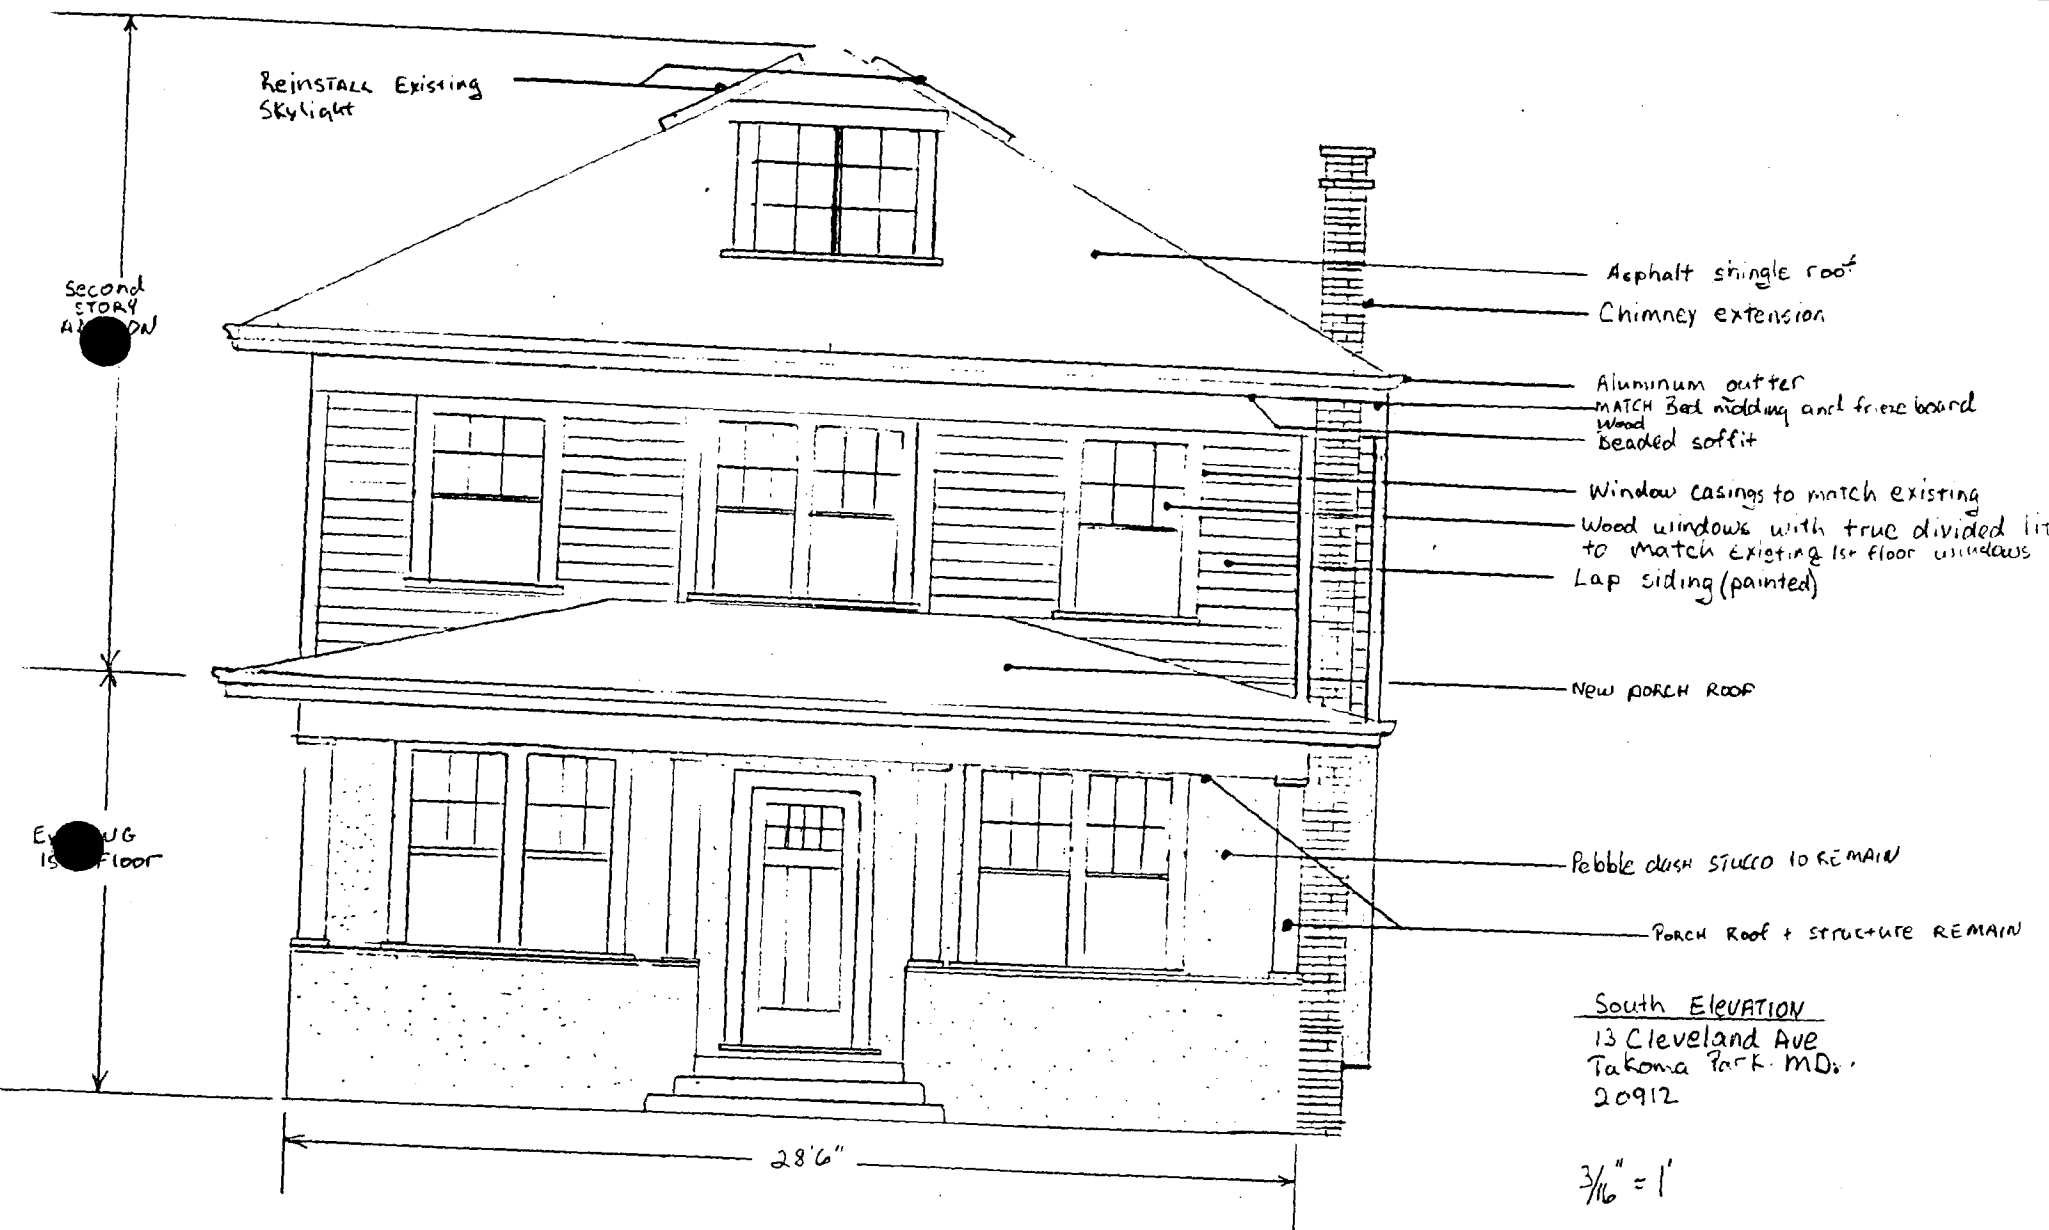 Reinstall Existing
Skylight
Second
STORY
Asphalt shingle roof
Chimney extension
Aluminum gutter
MATCH Bed molding and frieze board
Wood
Beaded soffit
Window casings to match existing
Wood windows with true divided lit
to match existing 1st floor windows
Lap siding (painted)
New PORCH ROOF
floor
Pebble dash STUCCO TO REMAIN
PORCH Roof + structure REMAIN
South ElEVATION
13 Cleveland Ave
Takoma Park. MD.
20912
28'6"
3/16" = 1'